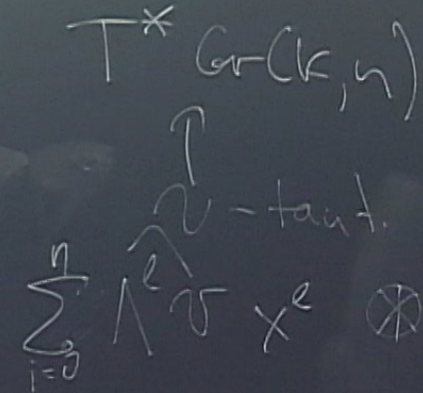 T* Gr(k,n)
↑
𝒱 - taut.
n
∑ Λ^e 𝒱̂ x^e ⊛
i=0